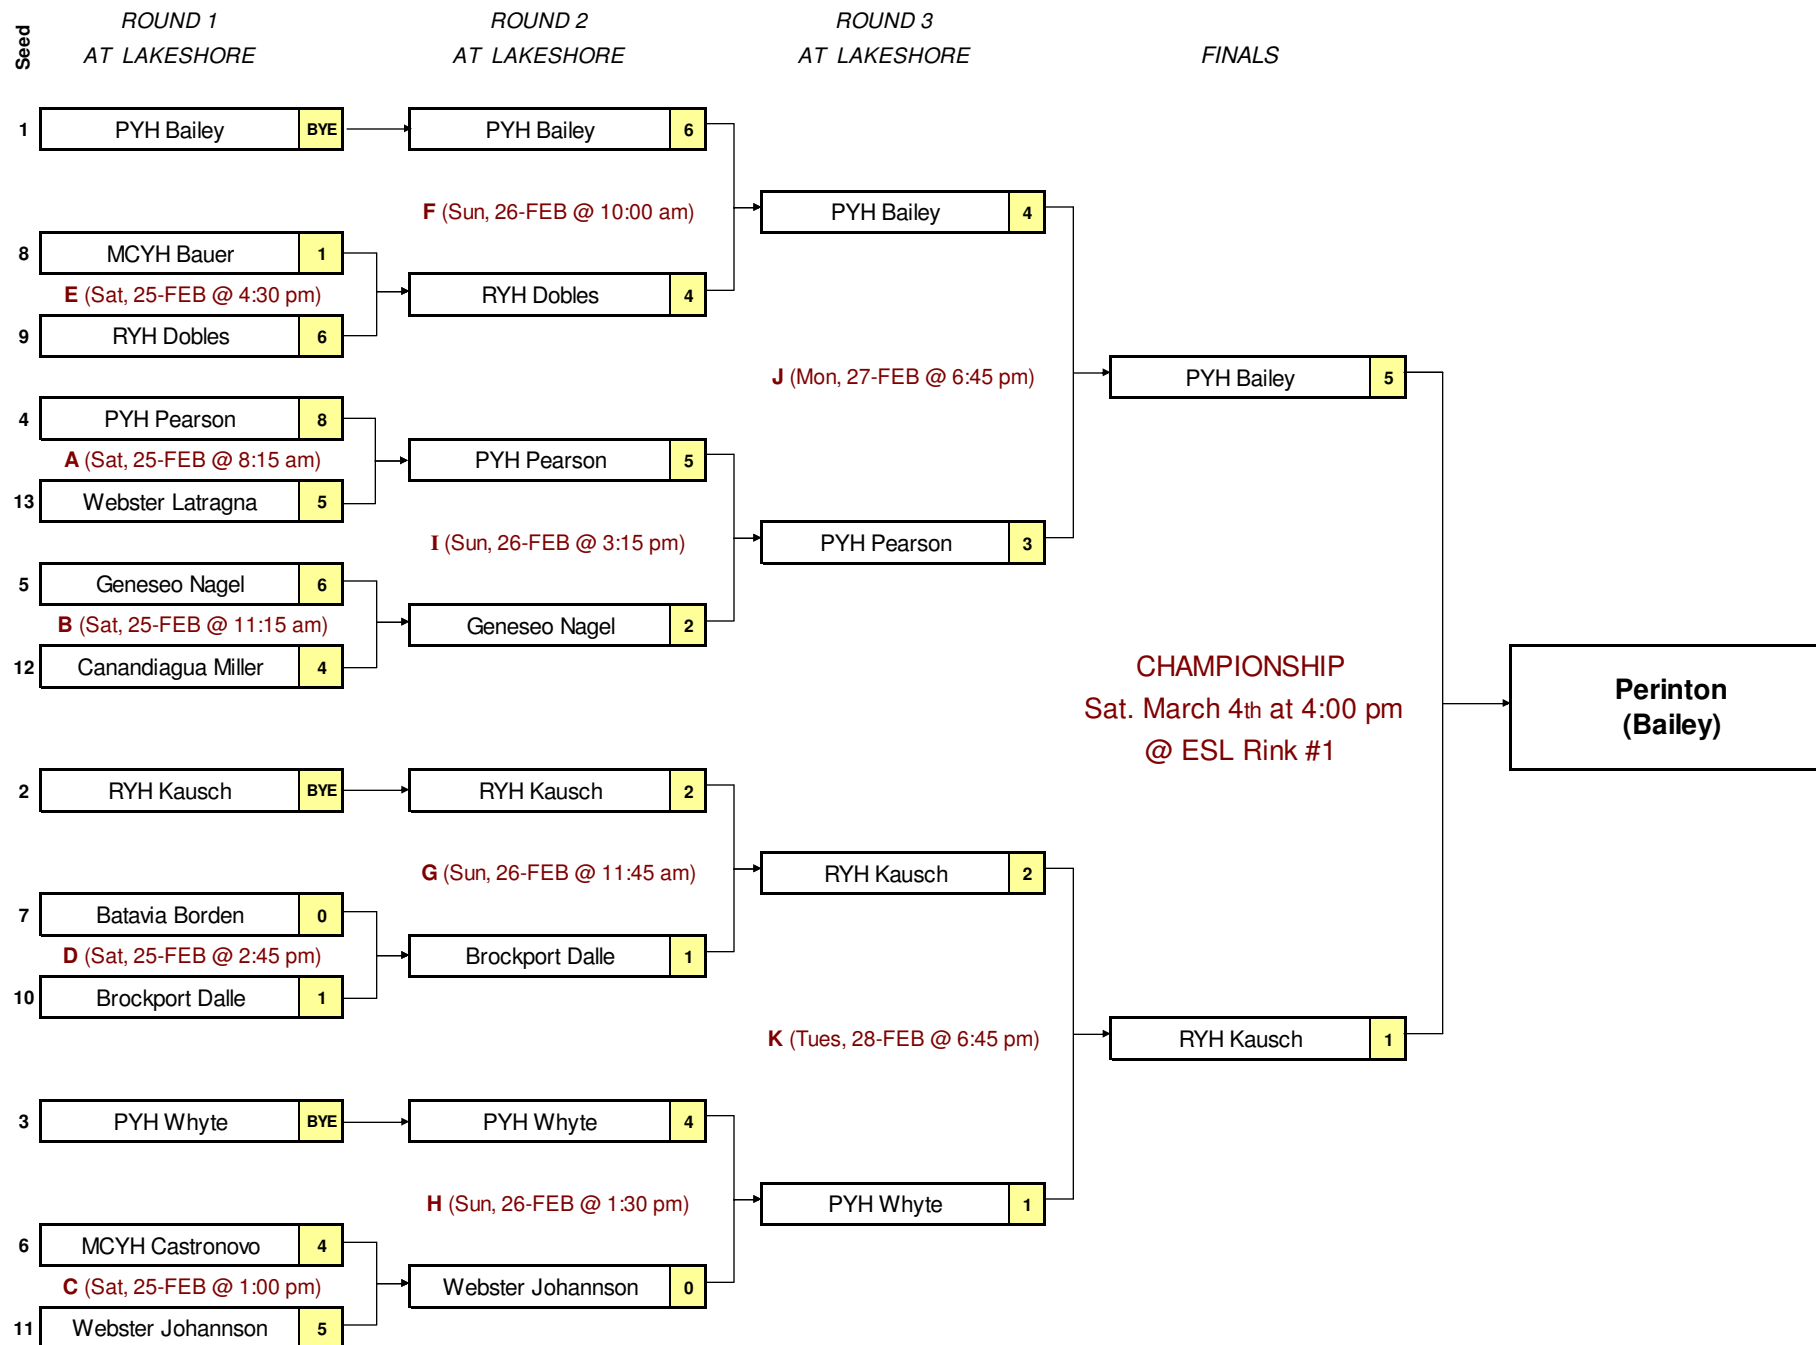 Seed
ROUND 1
AT LAKESHORE
ROUND 2
AT LAKESHORE
ROUND 3
AT LAKESHORE
FINALS
1 PYH Bailey BYE
PYH Bailey 6
F (Sun, 26-FEB @ 10:00 am)
PYH Bailey 4
8 MCYH Bauer 1
E (Sat, 25-FEB @ 4:30 pm)
RYH Dobles 4
9 RYH Dobles 6
J (Mon, 27-FEB @ 6:45 pm)
PYH Bailey 5
4 PYH Pearson 8
A (Sat, 25-FEB @ 8:15 am)
PYH Pearson 5
13 Webster Latragna 5
I (Sun, 26-FEB @ 3:15 pm)
PYH Pearson 3
5 Geneseo Nagel 6
B (Sat, 25-FEB @ 11:15 am)
Geneseo Nagel 2
12 Canandiagua Miller 4
CHAMPIONSHIP
Sat. March 4th at 4:00 pm
@ ESL Rink #1
Perinton
(Bailey)
2 RYH Kausch BYE
RYH Kausch 2
G (Sun, 26-FEB @ 11:45 am)
RYH Kausch 2
7 Batavia Borden 0
D (Sat, 25-FEB @ 2:45 pm)
Brockport Dalle 1
10 Brockport Dalle 1
K (Tues, 28-FEB @ 6:45 pm)
RYH Kausch 1
3 PYH Whyte BYE
PYH Whyte 4
H (Sun, 26-FEB @ 1:30 pm)
PYH Whyte 1
6 MCYH Castronovo 4
C (Sat, 25-FEB @ 1:00 pm)
Webster Johannson 0
11 Webster Johannson 5